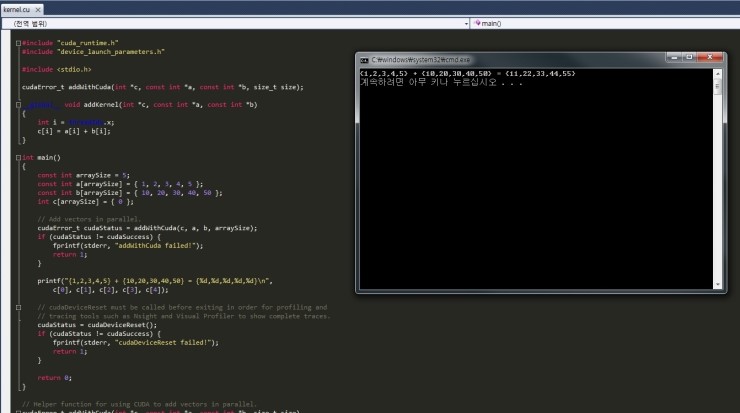 kernel.cu ×
(전역 범위)
main()
#include "cuda_runtime.h"
#include "device_launch_parameters.h"
#include <stdio.h>
cudaError_t addWithCuda(int *c, const int *a, const int *b, size_t size);
void addKernel(int *c, const int *a, const int *b)
{
int i = threadIdx.x;
c[i] = a[i] + b[i];
}
int main()
{
const int arraySize = 5;
const int a[arraySize] = { 1, 2, 3, 4, 5 };
const int b[arraySize] = { 10, 20, 30, 40, 50 };
int c[arraySize] = { 0 };
// Add vectors in parallel.
cudaError_t cudaStatus = addWithCuda(c, a, b, arraySize);
if (cudaStatus != cudaSuccess) {
fprintf(stderr, "addWithCuda failed!");
return 1;
}
printf("{1,2,3,4,5} + {10,20,30,40,50} = {%d,%d,%d,%d,%d}\n",
c[0], c[1], c[2], c[3], c[4]);
// cudaDeviceReset must be called before exiting in order for profiling and
// tracing tools such as Nsight and Visual Profiler to show complete traces.
cudaStatus = cudaDeviceReset();
if (cudaStatus != cudaSuccess) {
fprintf(stderr, "cudaDeviceReset failed!");
return 1;
}
return 0;
}
// Helper function for using CUDA to add vectors in parallel.
cudaError_t addWithCuda(int *c, const int *a, const int *b, size_t size)
C:₩windows₩system32₩cmd.exe
{1,2,3,4,5} + {10,20,30,40,50} = {11,22,33,44,55}
계속하려면 아무 키나 누르십시오 . . .